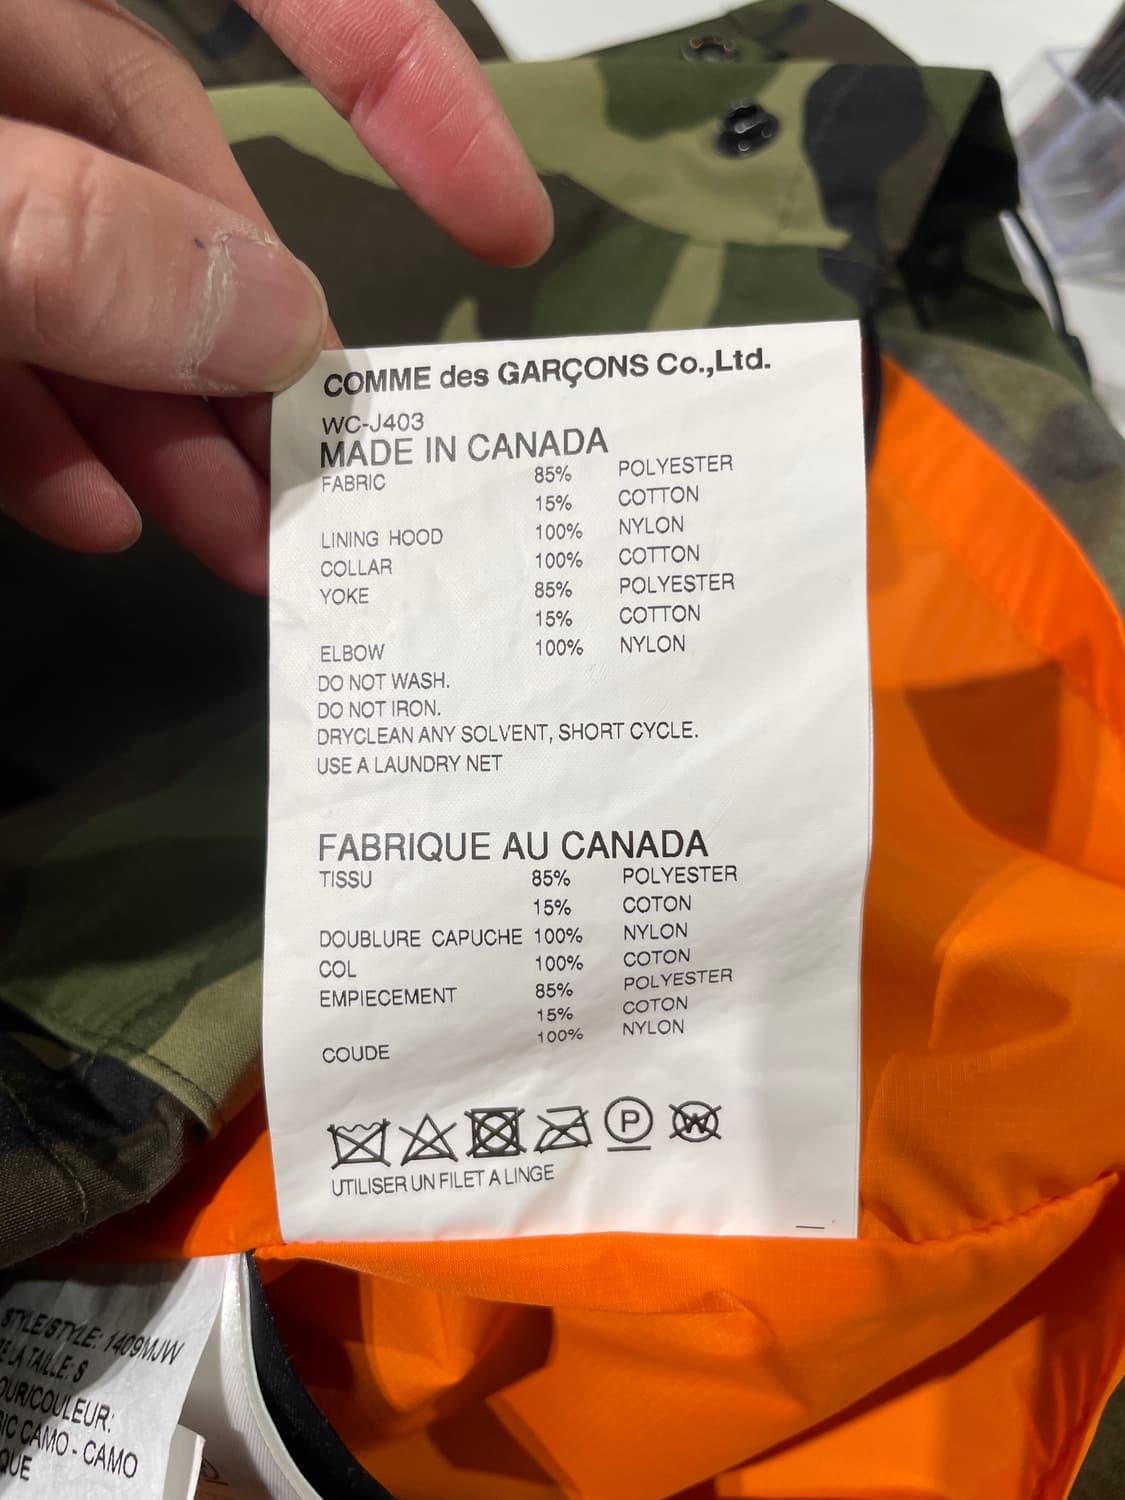 COMME des GARÇONS Co.,Ltd.
WC-J403
MADE IN CANADA
FABRIC 85% POLYESTER
15% COTTON
LINING HOOD 100% NYLON
COLLAR 100% COTTON
YOKE 85% POLYESTER
15% COTTON
ELBOW 100% NYLON
DO NOT WASH.
DO NOT IRON.
DRYCLEAN ANY SOLVENT, SHORT CYCLE.
USE A LAUNDRY NET
FABRIQUE AU CANADA
TISSU 85% POLYESTER
15% COTON
DOUBLURE CAPUCHE 100% NYLON
COL 100% COTON
EMPIECEMENT 85% POLYESTER
15% COTON
COUDE 100% NYLON
P W
UTILISER UN FILET A LINGE
STYLE/STYLE: 1409MJW
LA TAILLE: S
OUR/COULEUR:
IC CAMO - CAMO
QUE